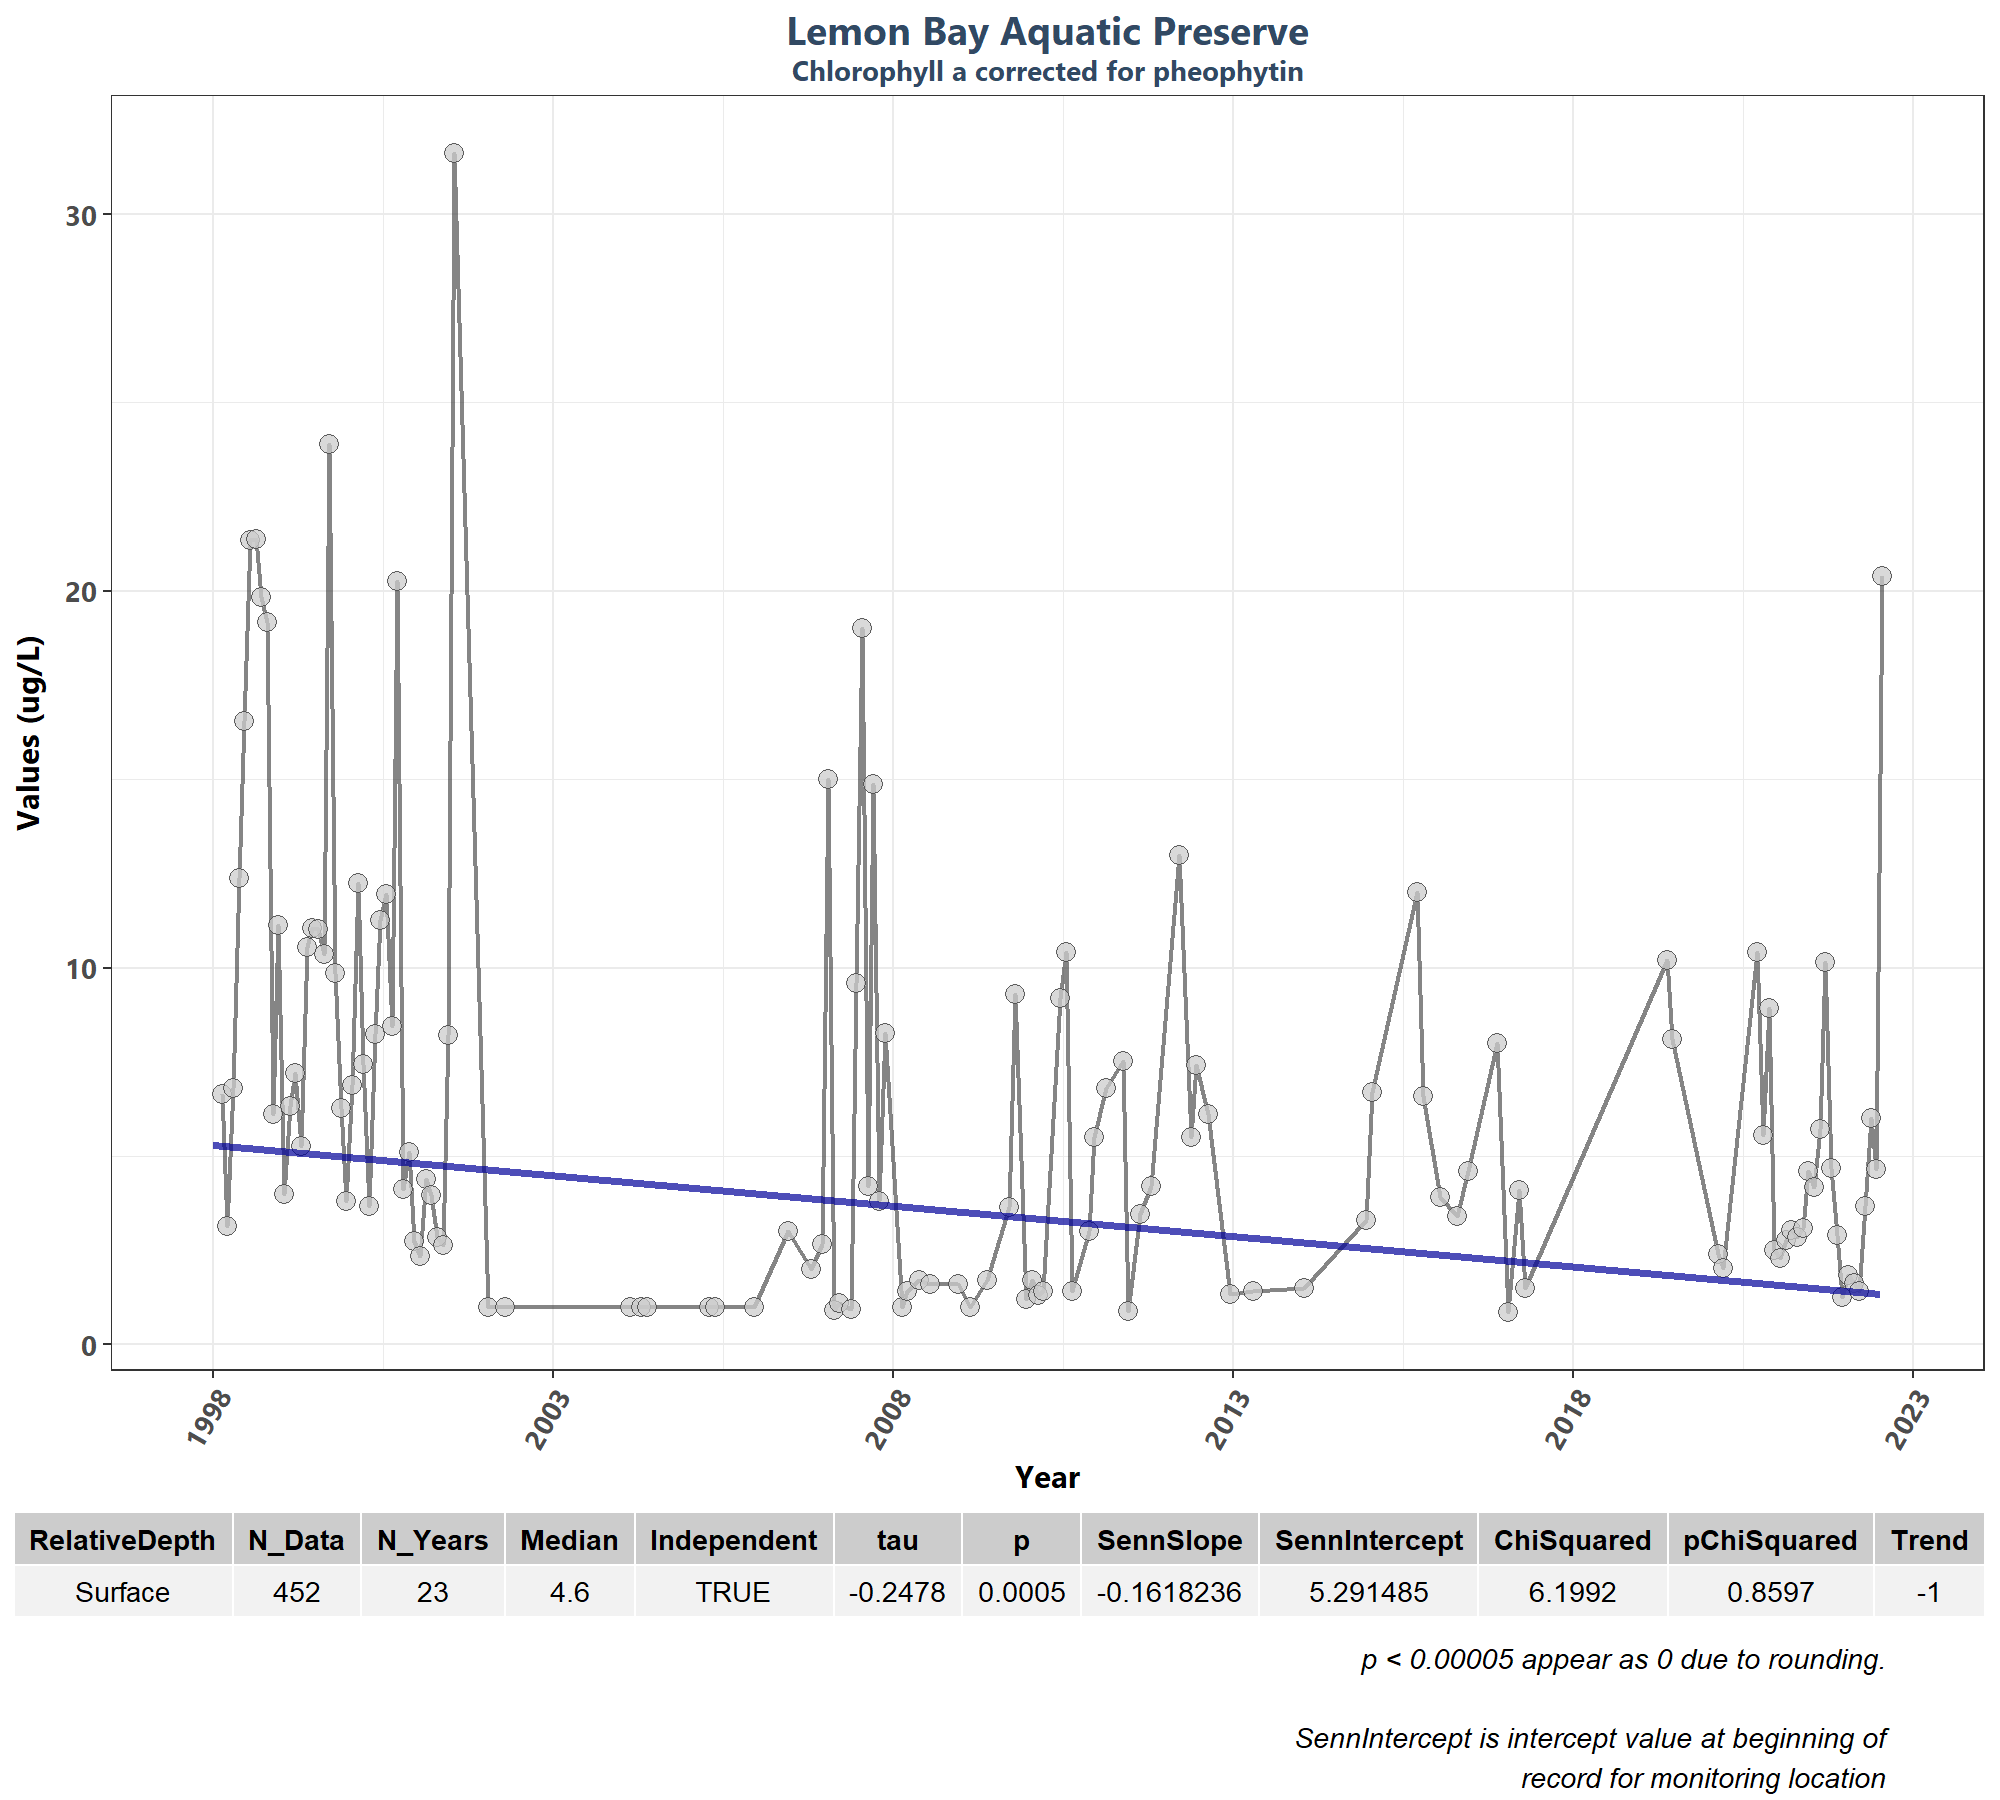 Lemon Bay Aquatic Preserve
Chlorophyll a corrected for pheophytin
30
20
10
0
Values (ug/L)
1998
2003
2008
2013
2018
2023
Year
RelativeDepth N_Data N_Years Median Independent tau p SennSlope SennIntercept ChiSquared pChiSquared Trend
Surface 452 23 4.6 TRUE -0.2478 0.0005 -0.1618236 5.291485 6.1992 0.8597 -1
p < 0.00005 appear as 0 due to rounding.
SennIntercept is intercept value at beginning of
record for monitoring location